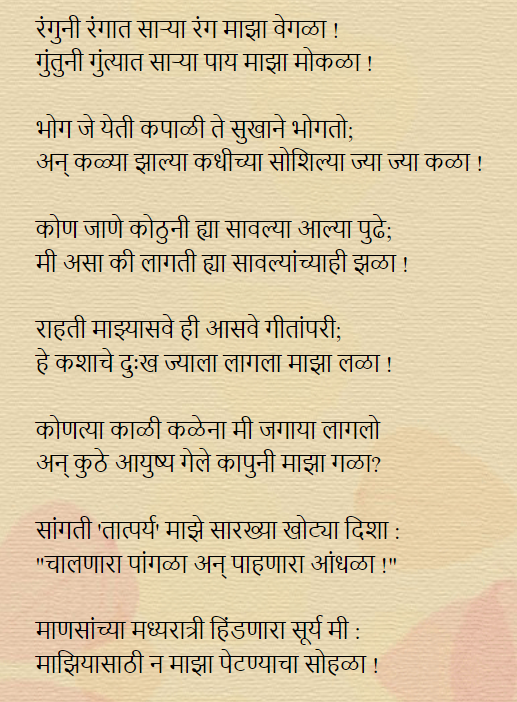 रंगुनी रंगात साऱ्या रंग माझा वेगळा !
गुंतुनी गुंत्यात साऱ्या पाय माझा मोकळा !
भोग जे येती कपाळी ते सुखाने भोगतो;
अन् कळ्या झाल्या कधीच्या सोशिल्या ज्या ज्या कळा !
कोण जाणे कोठुनी ह्या सावल्या आल्या पुढे;
मी असा की लागती ह्या सावल्यांच्याही झळा !
राहती माझ्यासवे ही आसवे गीतांपरी;
हे कशाचे दुःख ज्याला लागला माझा लळा !
कोणत्या काळी कळेना मी जगाया लागलो
अन् कुठे आयुष्य गेले कापुनी माझा गळा?
सांगती 'तात्पर्य' माझे सारख्या खोट्या दिशा :
"चालणारा पांगळा अन् पाहणारा आंधळा !"
माणसांच्या मध्यरात्री हिंडणारा सूर्य मी :
माझियासाठी न माझा पेटण्याचा सोहळा !